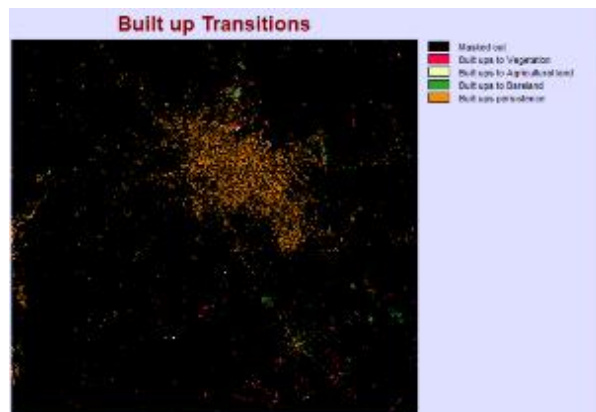 Built up Transitions
Masked out
Built ups to Vegetation
Built ups to Agricultural land
Built ups to Bareland
Built ups persistence